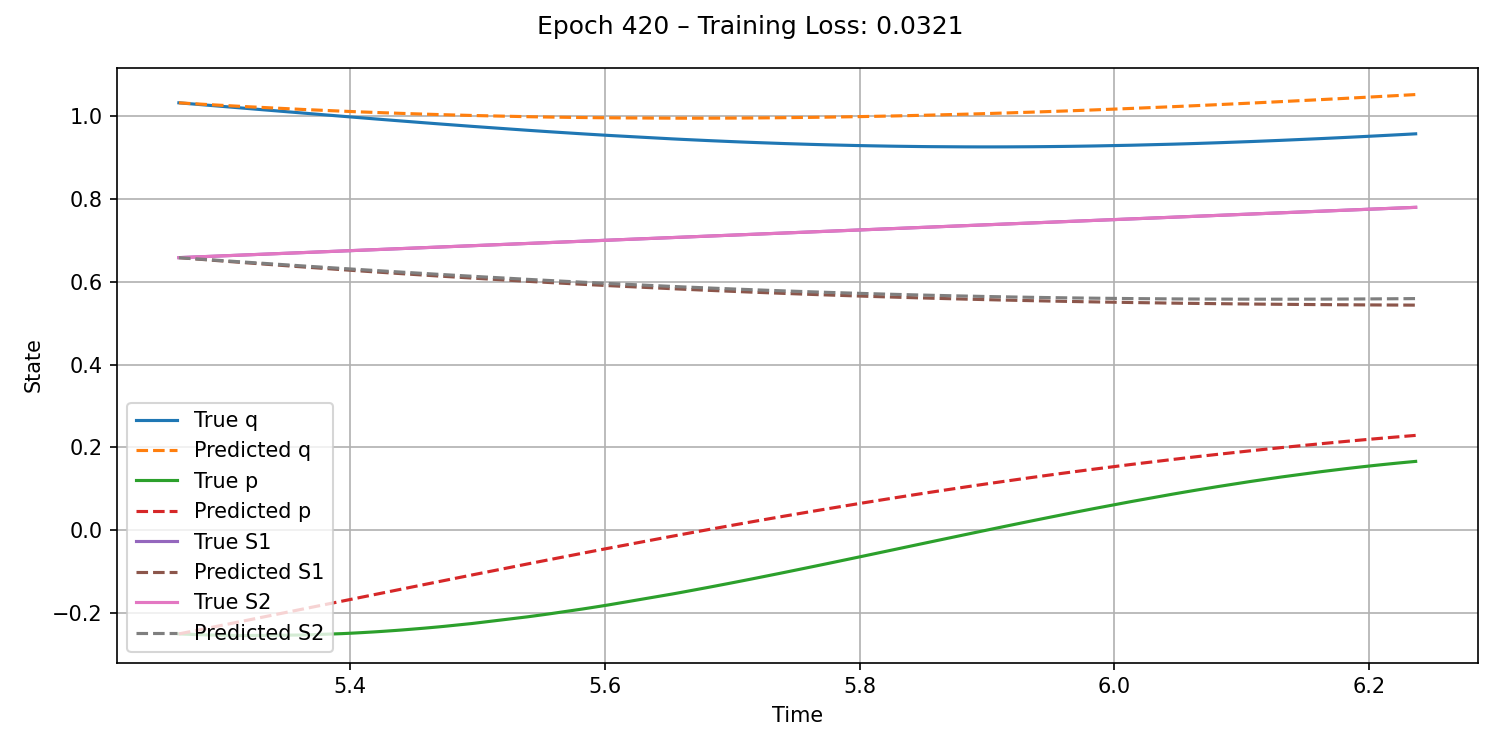 Epoch 420 – Training Loss: 0.0321
1.0
0.8
0.6
0.4
0.2
0.0
−0.2
State
True q
Predicted q
True p
Predicted p
True S1
Predicted S1
True S2
Predicted S2
5.4
5.6
5.8
6.0
6.2
Time